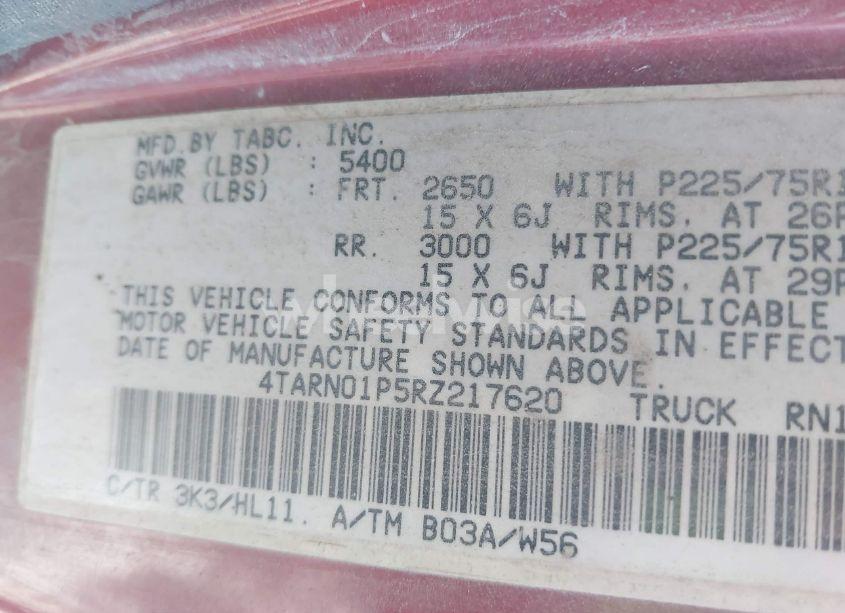 MFD.BY TABC. INC.
GVWR (LBS) : 5400
GAWR (LBS) : FRT. 2650 WITH P225/75R1
15 X 6J RIMS. AT 26P
RR. 3000 WITH P225/75R1
15 X 6J RIMS. AT 29P
THIS VEHICLE CONFORMS TO ALL APPLICABLE
MOTOR VEHICLE SAFETY STANDARDS IN EFFECT
DATE OF MANUFACTURE SHOWN ABOVE.
4TARN01P5RZ217620 TRUCK RN1
C/TR 3K3/HL11. A/TM B03A/W56